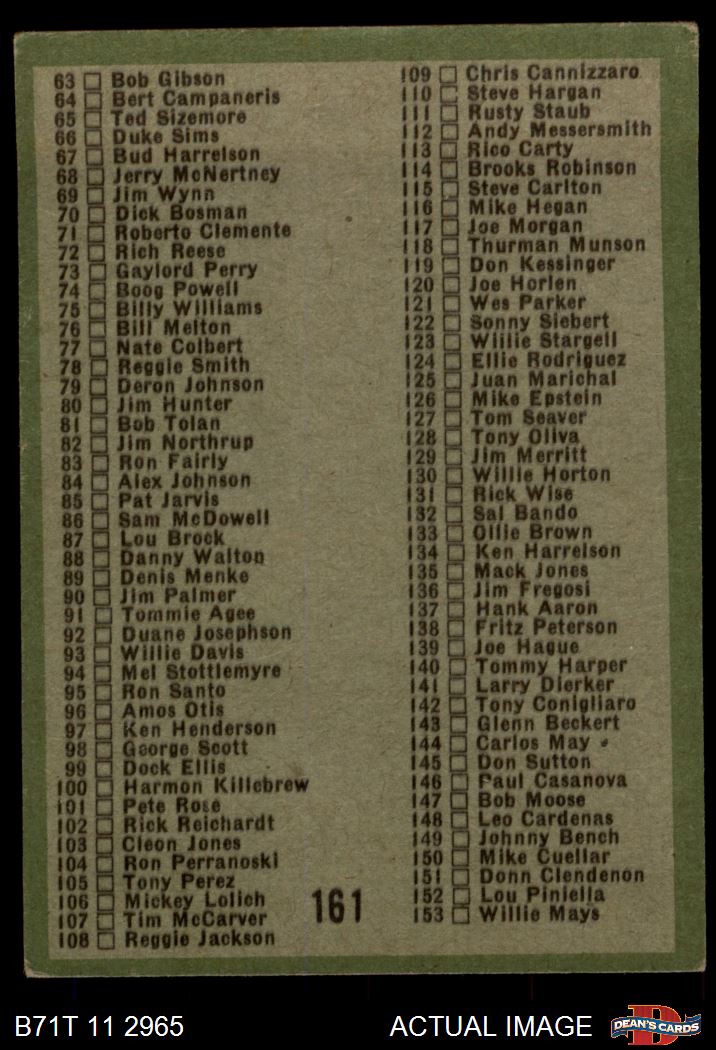 63 Bob Gibson
64 Bert Campaneris
65 Ted Sizemore
66 Duke Sims
67 Bud Harrelson
68 Jerry McNertney
69 Jim Wynn
70 Dick Bosman
71 Roberto Clemente
72 Rich Reese
73 Gaylord Perry
74 Boog Powell
75 Billy Williams
76 Bill Melton
77 Nate Colbert
78 Reggie Smith
79 Deron Johnson
80 Jim Hunter
81 Bob Tolan
82 Jim Northrup
83 Ron Fairly
84 Alex Johnson
85 Pat Jarvis
86 Sam McDowell
87 Lou Brock
88 Danny Walton
89 Denis Menke
90 Jim Palmer
91 Tommie Agee
92 Duane Josephson
93 Willie Davis
94 Mel Stottlemyre
95 Ron Santo
96 Amos Otis
97 Ken Henderson
98 George Scott
99 Dock Ellis
100 Harmon Killebrew
101 Pete Rose
102 Rick Reichardt
103 Cleon Jones
104 Ron Perranoski
105 Tony Perez
106 Mickey Lolich
107 Tim McCarver
108 Reggie Jackson
161
109 Chris Cannizzaro
110 Steve Hargan
111 Rusty Staub
112 Andy Messersmith
113 Rico Carty
114 Brooks Robinson
115 Steve Carlton
116 Mike Hegan
117 Joe Morgan
118 Thurman Munson
119 Don Kessinger
120 Joe Horlen
121 Wes Parker
122 Sonny Siebert
123 Willie Stargell
124 Ellie Rodriguez
125 Juan Marichal
126 Mike Epstein
127 Tom Seaver
128 Tony Oliva
129 Jim Merritt
130 Willie Horton
131 Rick Wise
132 Sal Bando
133 Ollie Brown
134 Ken Harrelson
135 Mack Jones
136 Jim Fregosi
137 Hank Aaron
138 Fritz Peterson
139 Joe Hague
140 Tommy Harper
141 Larry Dierker
142 Tony Conigliaro
143 Glenn Beckert
144 Carlos May
145 Don Sutton
146 Paul Casanova
147 Bob Moose
148 Leo Cardenas
149 Johnny Bench
150 Mike Cuellar
151 Donn Clendenon
152 Lou Piniella
153 Willie Mays
B71T 11 2965
ACTUAL IMAGE
DEAN'S CARDS